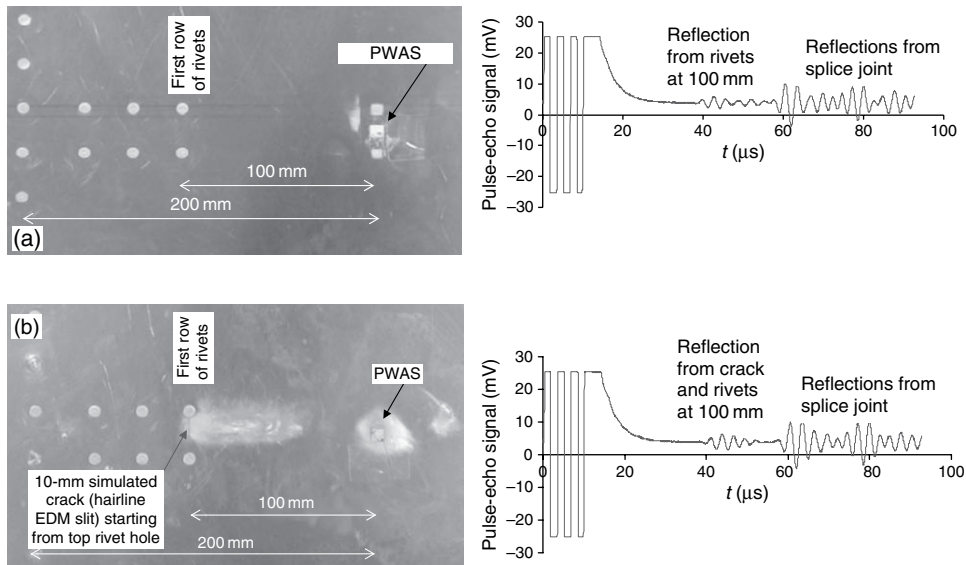 First row
of rivets
PWAS
100 mm
200 mm
(a)
Pulse-echo signal (mV)
30
20
10
0
−10
−20
−30
0
20
40
60
80
100
t (μs)
Reflection
from rivets
at 100 mm
Reflections from
splice joint
(b)
First row
of rivets
PWAS
10-mm simulated
crack (hairline
EDM slit) starting
from top rivet hole
100 mm
200 mm
Pulse-echo signal (mV)
30
20
10
0
−10
−20
−30
0
20
40
60
80
100
t (μs)
Reflection
from crack
and rivets
at 100 mm
Reflections from
splice joint